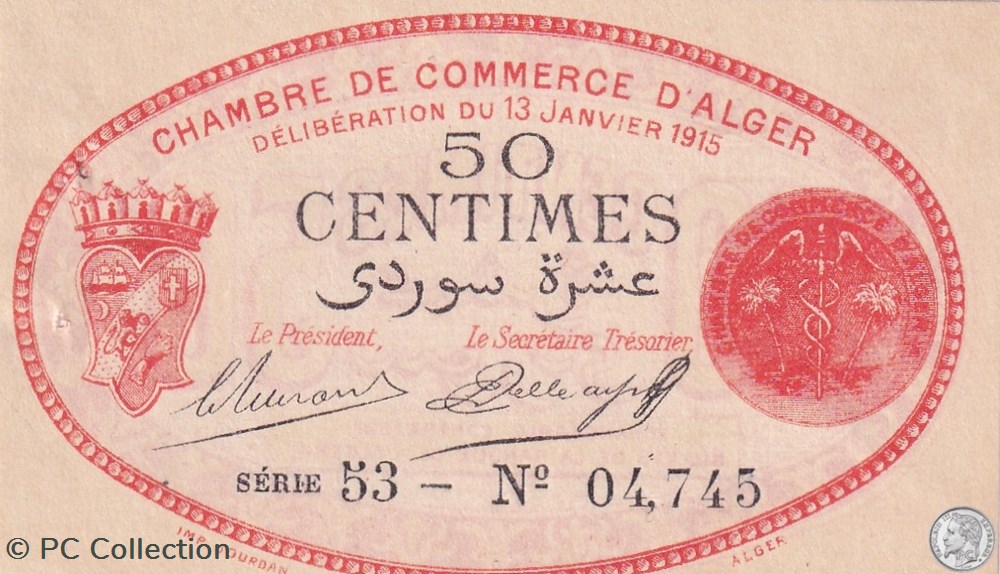 CHAMBRE DE COMMERCE D'ALGER
DÉLIBÉRATION DU 13 JANVIER 1915
50
CENTIMES
عشرة سوردي
Le Président,
Le Secrétaire Trésorier
SÉRIE 53 – Nº 04,745
ALGER
© PC Collection